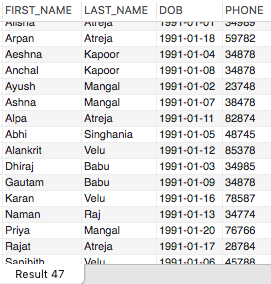 FIRST_NAME LAST_NAME DOB PHONE
Alisha Atreja 1991-01-01 34989
Arpan Atreja 1991-01-18 59782
Aeshna Kapoor 1991-01-04 34878
Anchal Kapoor 1991-01-08 34878
Ayush Mangal 1991-01-02 23748
Ashna Mangal 1991-01-07 38478
Alpa Atreja 1991-01-11 82874
Abhi Singhania 1991-01-05 48745
Alankrit Velu 1991-01-12 85378
Dhiraj Babu 1991-01-03 34985
Gautam Babu 1991-01-09 34878
Karan Velu 1991-01-16 78587
Naman Raj 1991-01-13 34774
Priya Mangal 1991-01-20 76766
Rajat Atreja 1991-01-17 28784
Velu 1991-01-06 45788
Result 47